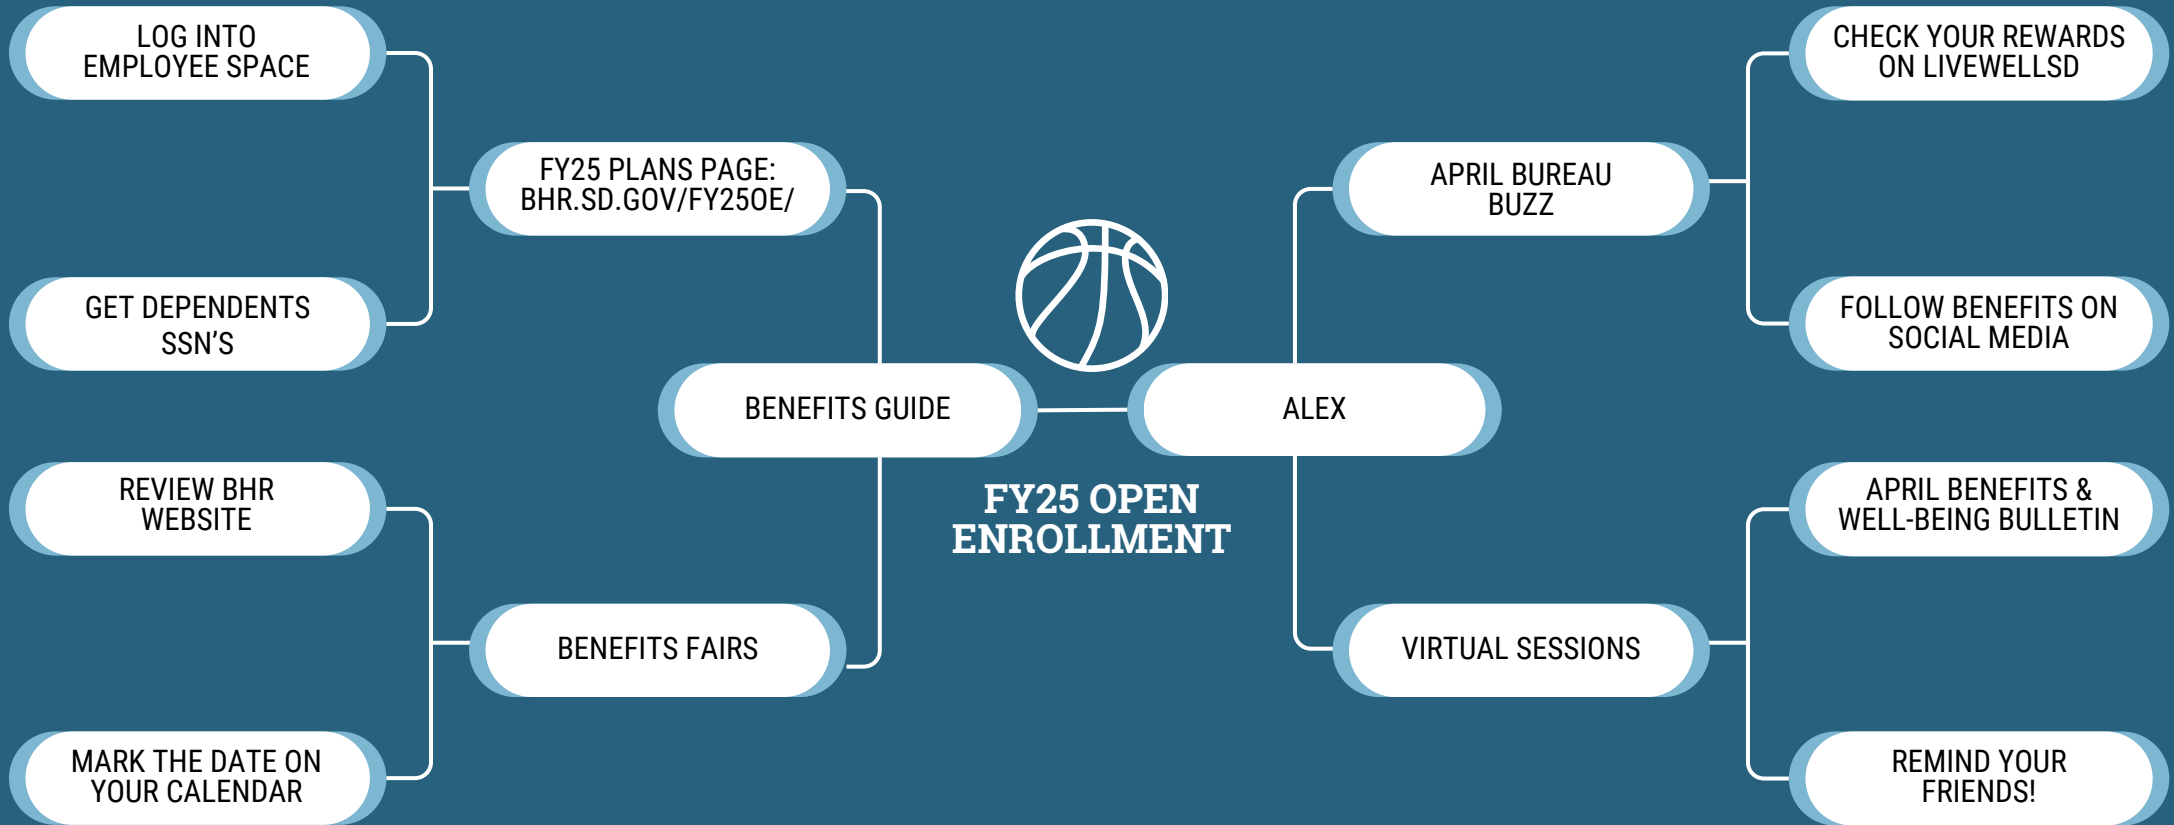 LOG INTO
EMPLOYEE SPACE
GET DEPENDENTS
SSN'S
REVIEW BHR
WEBSITE
MARK THE DATE ON
YOUR CALENDAR
FY25 PLANS PAGE:
BHR.SD.GOV/FY25OE/
BENEFITS FAIRS
BENEFITS GUIDE
FY25 OPEN
ENROLLMENT
ALEX
APRIL BUREAU
BUZZ
VIRTUAL SESSIONS
CHECK YOUR REWARDS
ON LIVEWELLSD
FOLLOW BENEFITS ON
SOCIAL MEDIA
APRIL BENEFITS &
WELL-BEING BULLETIN
REMIND YOUR
FRIENDS!